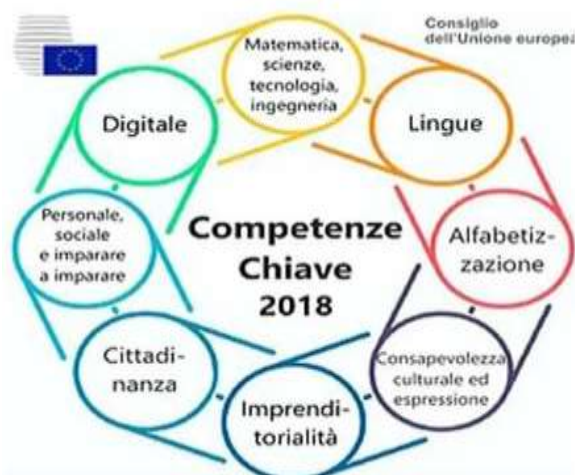 Consiglio
dell'Unione europea
Matematica,
scienze,
tecnologia,
ingegneria
Digitale
Lingue
Personale,
sociale
e imparare
a imparare
Competenze
Chiave
2018
Alfabetiz-
zazione
Cittadi-
nanza
Consapevolezza
culturale ed
espressione
Imprendi-
torialità